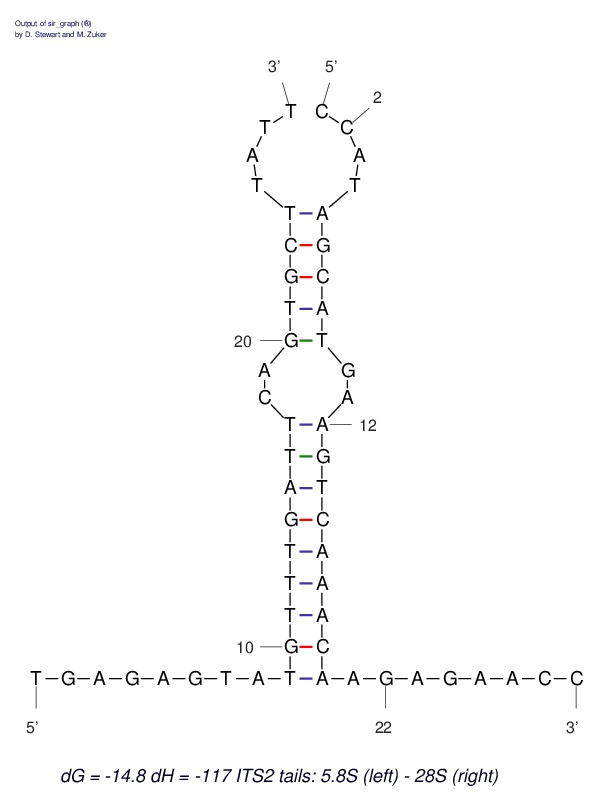 Output of sir_graph (®)
by D. Stewart and M. Zuker
3’ 5’
2
T C
T C
A A
T T
T A
C G
G C
T A
20 G T
A G
C A
T A 12
T G
A T
G C
T A
T A
T A
10 G C
T G A G A G T A T A A G A G A A C C
5’ 22 3’
dG = -14.8 dH = -117 ITS2 tails: 5.8S (left) - 28S (right)